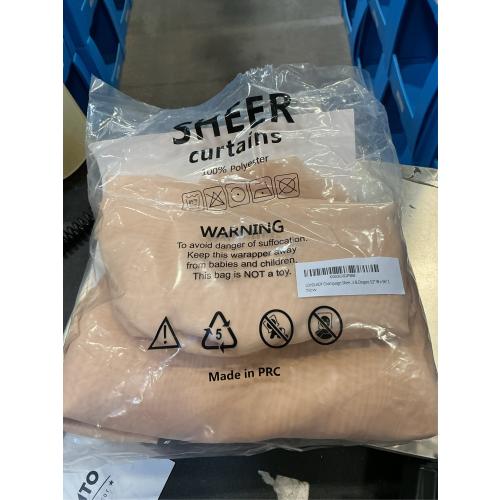 SHEER
curtains
100% Polyester
WARNING
To avoid danger of suffocation.
Keep this warapper away
from babies and children.
This bag is NOT a toy.
5
Made in PRC